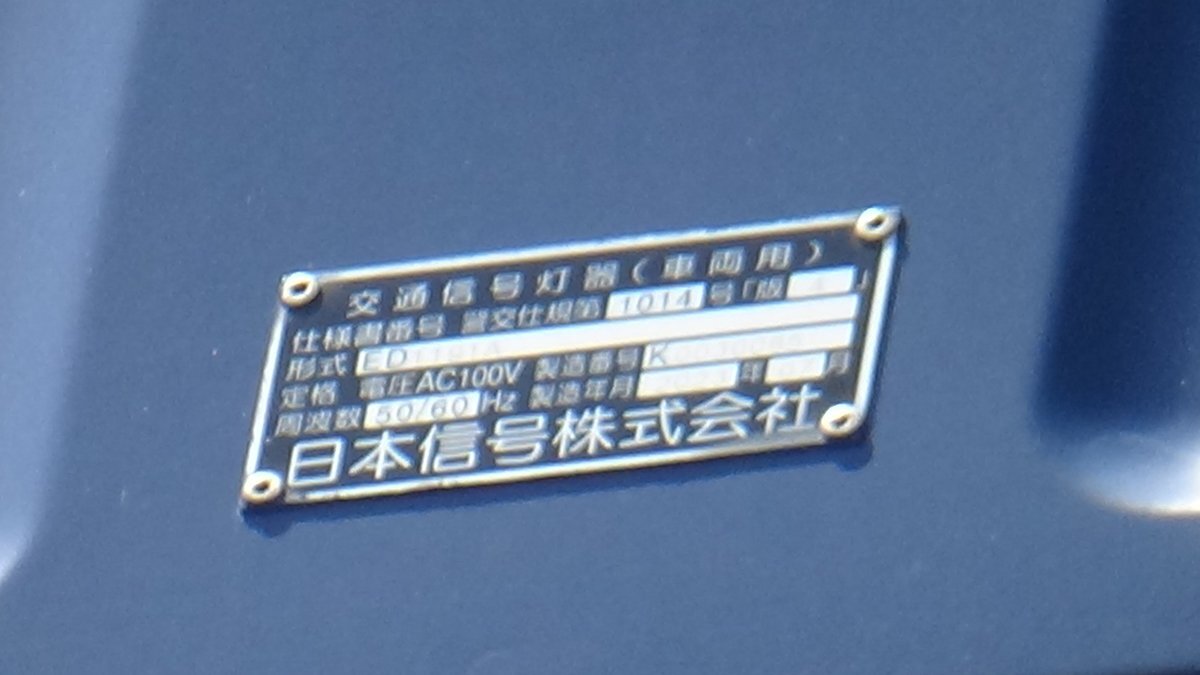 交通信号灯器(車両用)
仕様書番号 警交仕規第 1014 号「版 4 」
形式 ED1191A 製造番号 K
定格 電圧AC100V 製造年月 年 月
周波数 50/60 Hz
日本信号株式会社